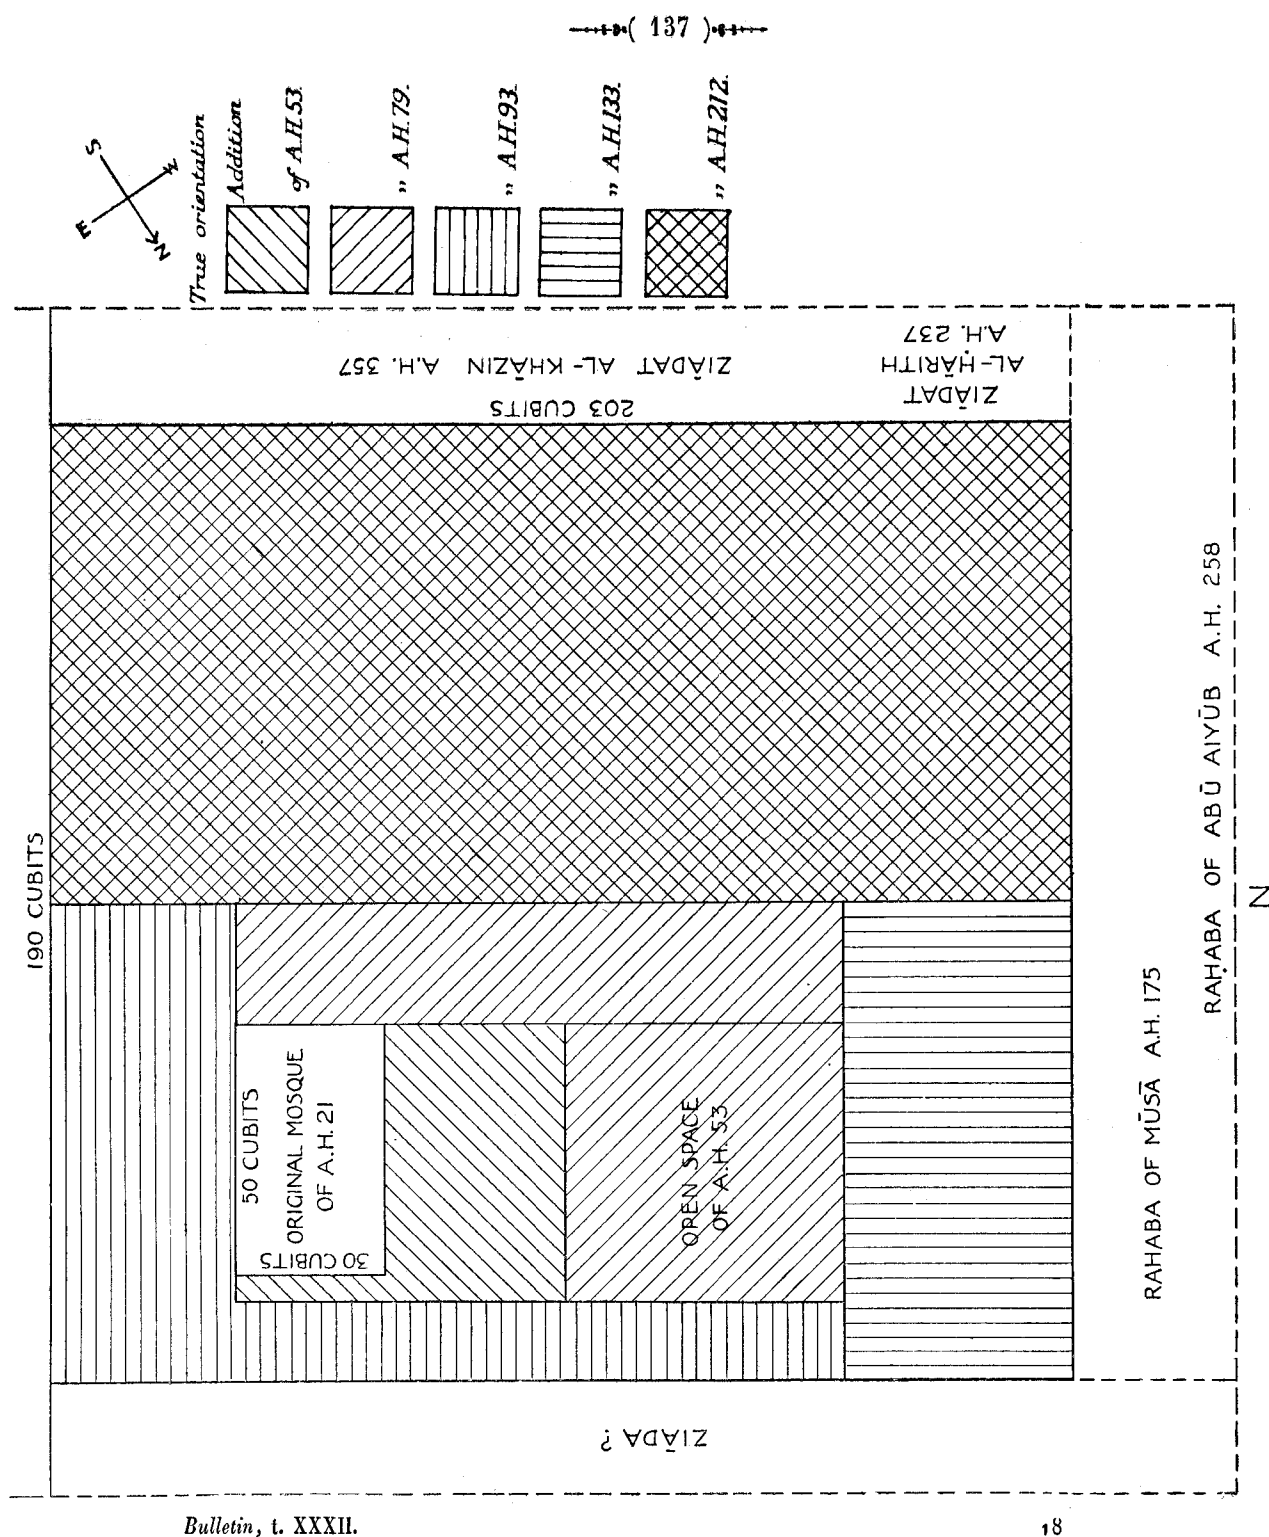 ( 137 )
S
E
N
True orientation
Addition
of A.H.53.
„ A.H.79.
„ A.H.93.
„ A.H.133.
„ A.H.212.
ZIĀDAT AL-KHĀZIN A.H. 357
203 CUBITS
ZIĀDAT
AL-ḤĀRITH
A.H. 237
190 CUBITS
50 CUBITS
ORIGINAL MOSQUE
OF A.H.21
30 CUBITS
OPEN SPACE
OF A.H.53
RAHABA OF MŪSĀ A.H. 175
RAḤABA OF ABŪ AIYŪB A.H. 258
ZIĀDA ?
N
Bulletin, t. XXXII.
18